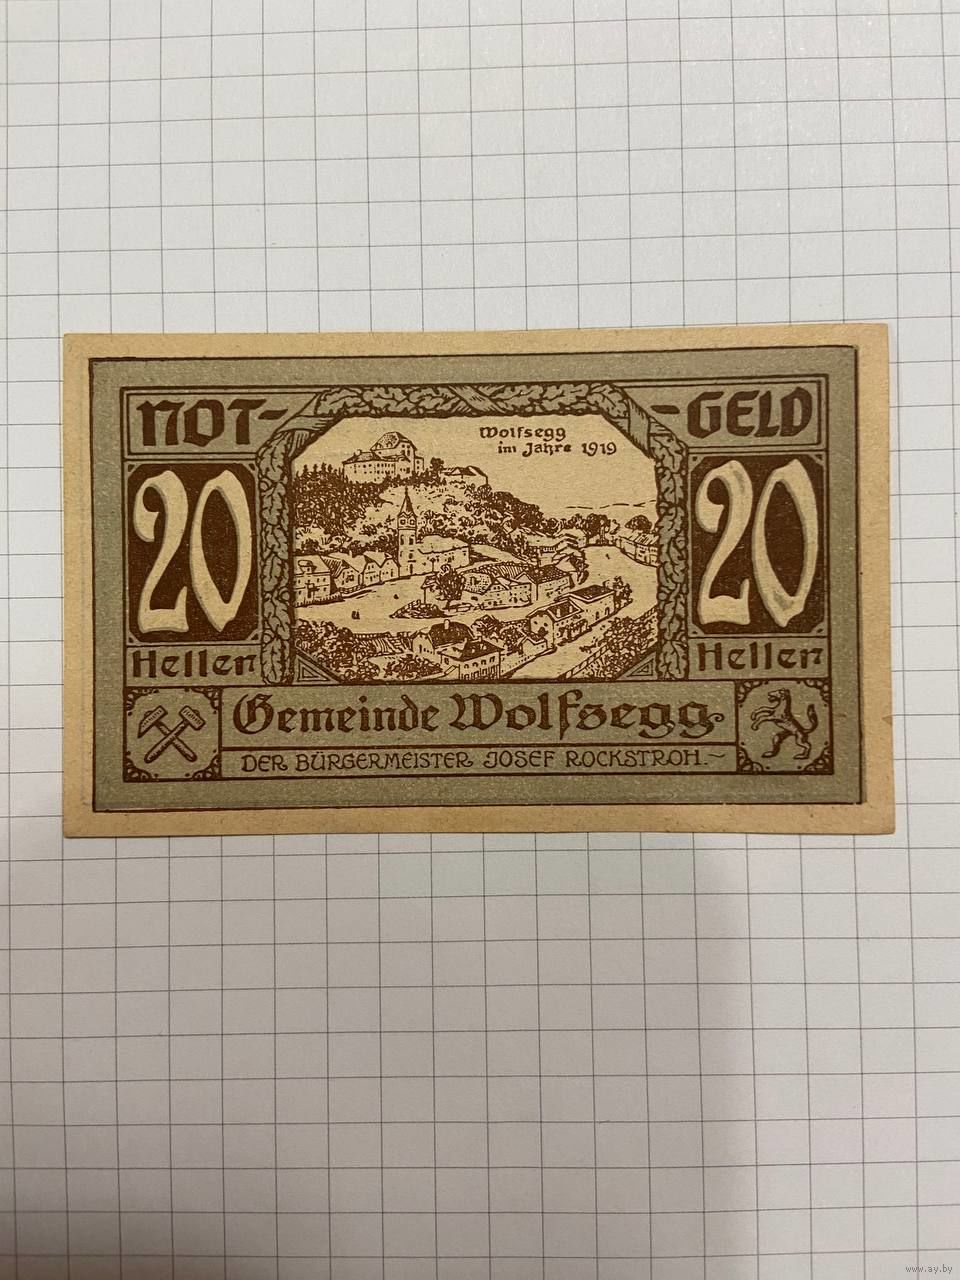 NOT- -GELD
Wolfsegg
im Jahre 1919
20 20
Heller Heller
Gemeinde Wolfsegg
DER BÜRGERMEISTER JOSEF ROCKSTROH.
www.ay.by